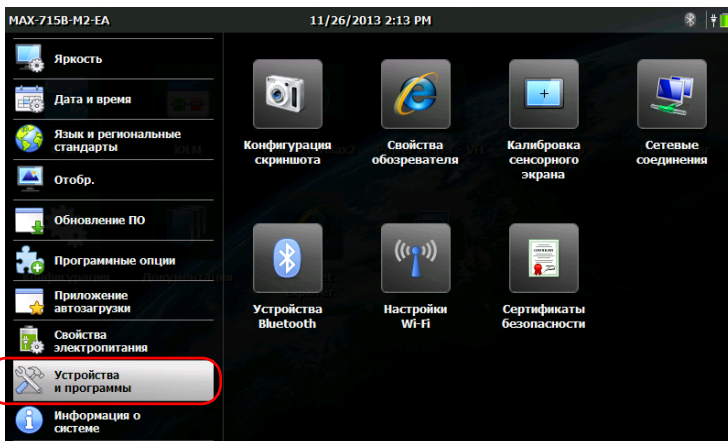 MAX-715B-M2-EA
11/26/2013 2:13 PM
Яркость
Дата и время
Язык и региональные
стандарты
Отобр.
Обновление ПО
Программные опции
Приложение
автозагрузки
Свойства
электропитания
Устройства
и программы
Информация о
системе
Конфигурация
скриншота
Свойства
обозревателя
Калибровка
сенсорного
экрана
Сетевые
соединения
Устройства
Bluetooth
Настройки
Wi-Fi
Сертификаты
безопасности